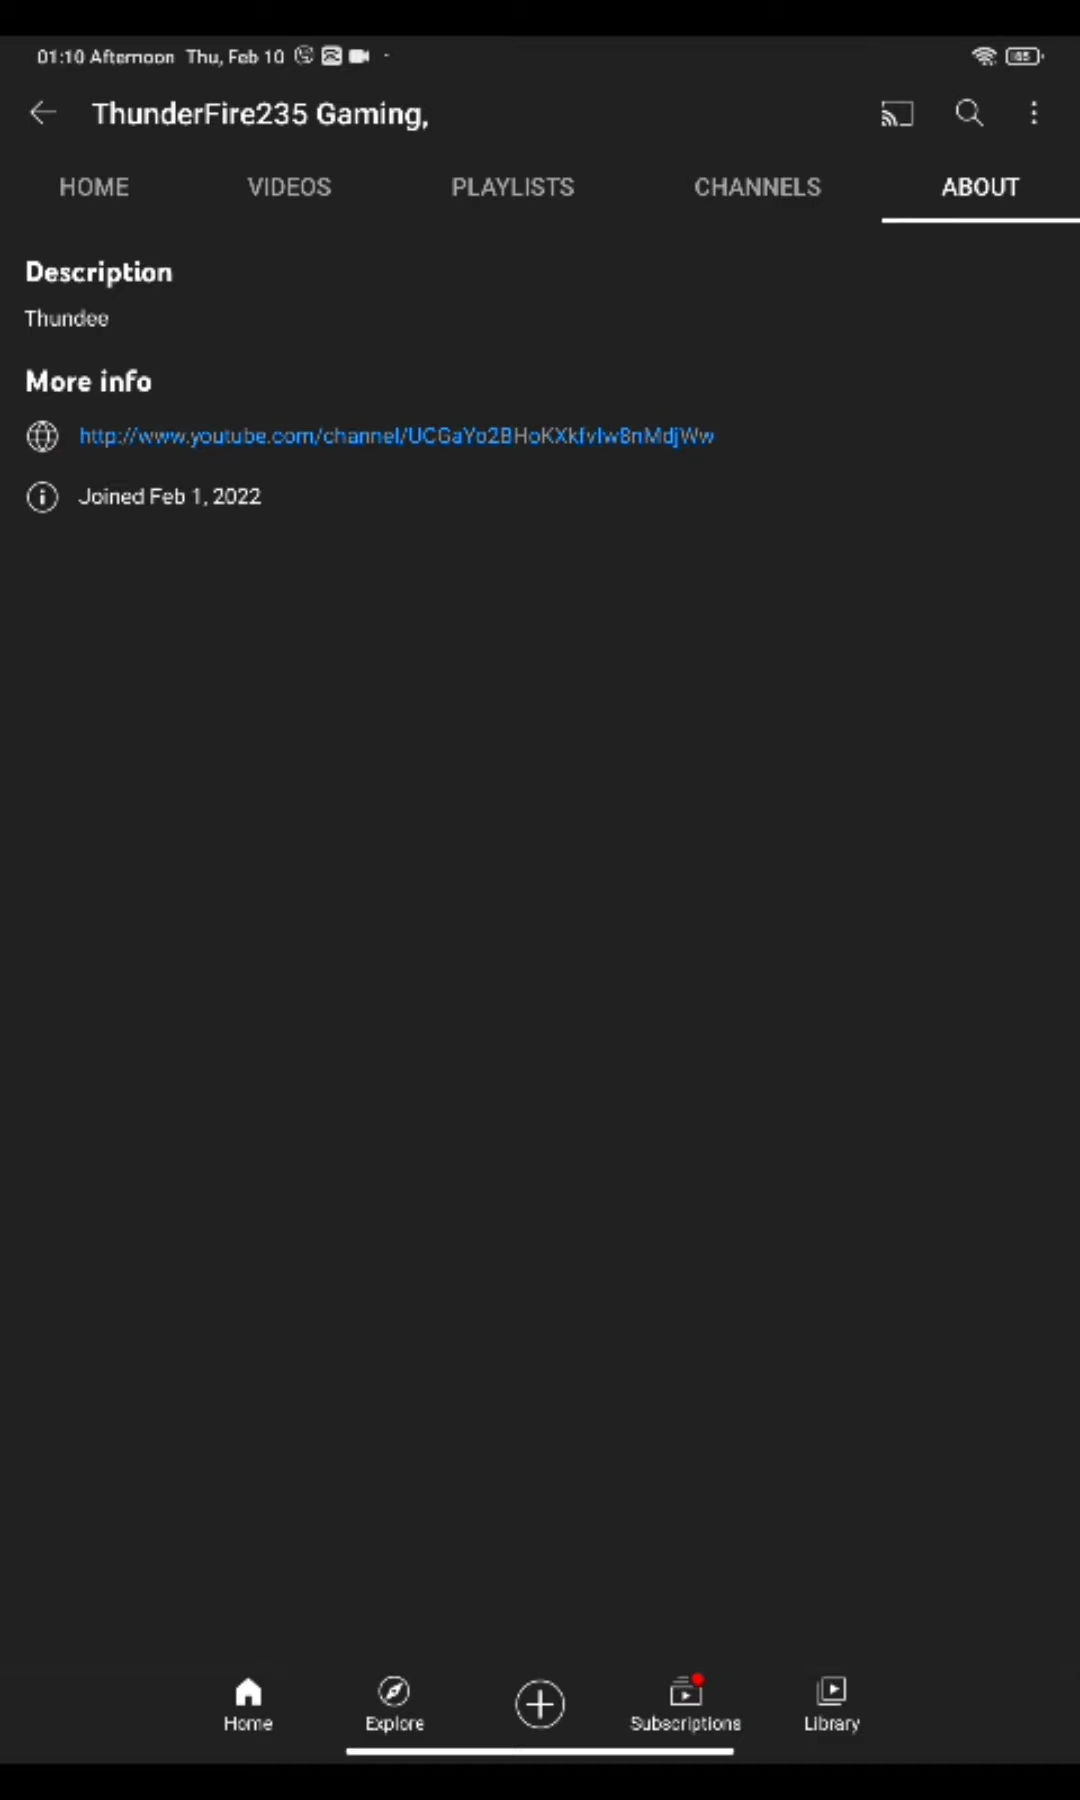 01:10 Afternoon Thu, Feb 10
ThunderFire235 Gaming,
HOME VIDEOS PLAYLISTS CHANNELS ABOUT
Description
Thundee
More info
http://www.youtube.com/channel/UCGaYo2BHoKXkfvIw8nMdjWw
Joined Feb 1, 2022
Home Explore Subscriptions Library